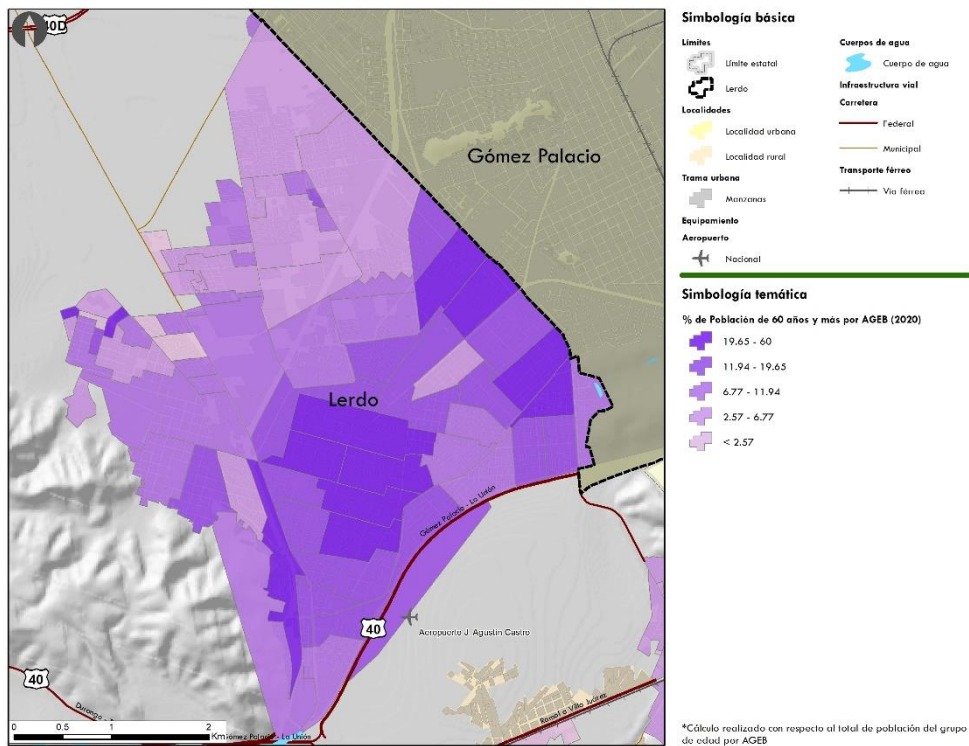 40D
Gómez Palacio
Lerdo
Gómez Palacio - La Unión
40
Aeropuerto J. Agustín Castro
40
Durango -
0 0.5 1 2
Km
Gómez Palacio - La Unión
Ramal a Villa Juárez
Simbología básica
Límites
Límite estatal
Lerdo
Localidades
Localidad urbana
Localidad rural
Trama urbana
Manzanas
Equipamiento
Aeropuerto
Nacional
Cuerpos de agua
Cuerpo de agua
Infraestructura vial
Carretera
Federal
Municipal
Transporte férreo
Vía férrea
Simbología temática
% de Población de 60 años y más por AGEB (2020)
19.65 - 60
11.94 - 19.65
6.77 - 11.94
2.57 - 6.77
< 2.57
*Cálculo realizado con respecto al total de población del grupo
de edad por AGEB